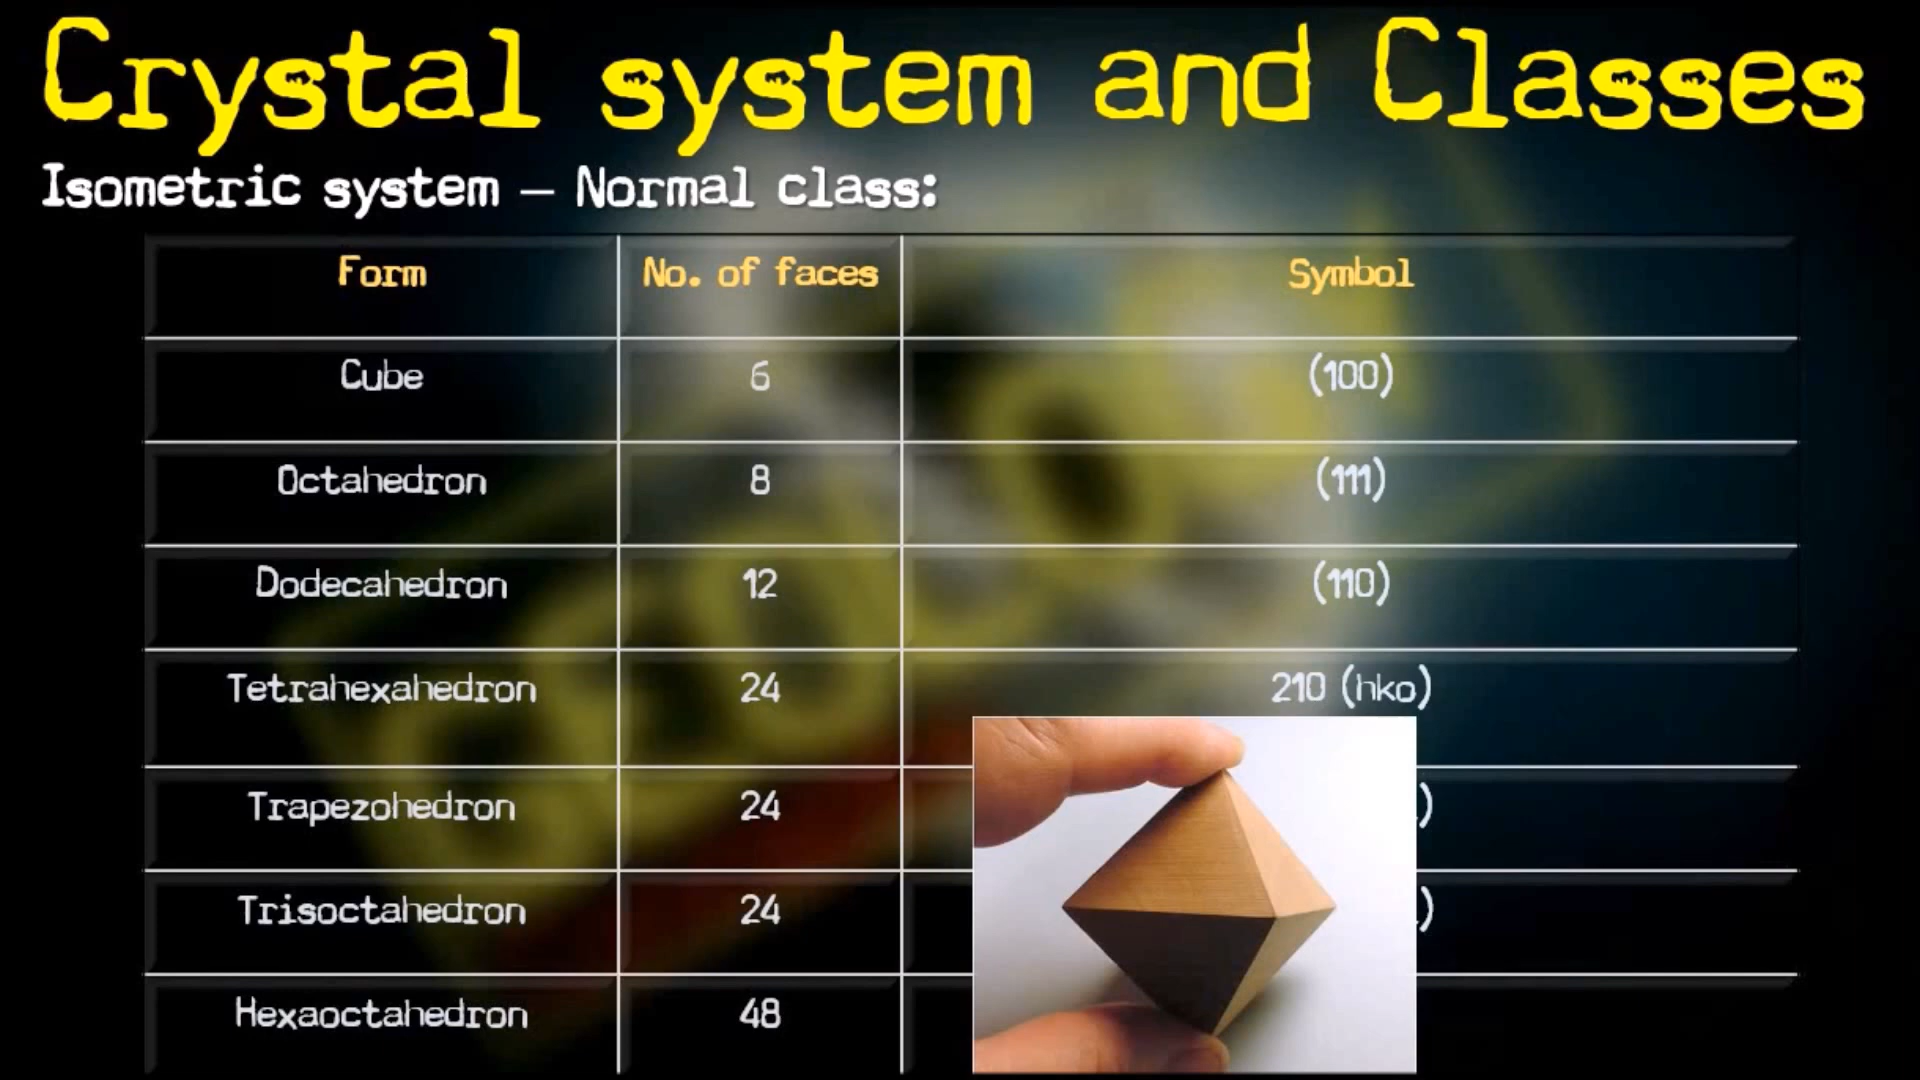 Crystal system and Classes
Isometric system – Normal class:
Form No. of faces Symbol
Cube 6 (100)
Octahedron 8 (111)
Dodecahedron 12 (110)
Tetrahexahedron 24 210 (hko)
Trapezohedron 24
Trisoctahedron 24
Hexaoctahedron 48